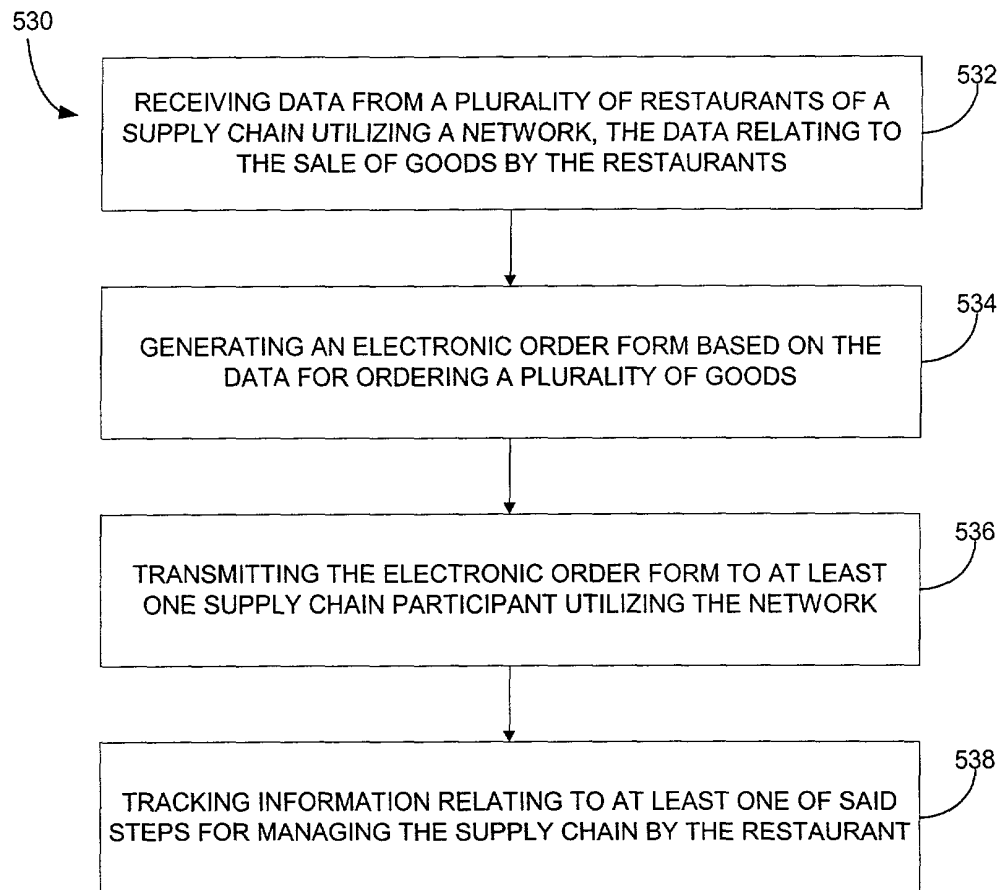 530
532
RECEIVING DATA FROM A PLURALITY OF RESTAURANTS OF A
SUPPLY CHAIN UTILIZING A NETWORK, THE DATA RELATING TO
THE SALE OF GOODS BY THE RESTAURANTS
534
GENERATING AN ELECTRONIC ORDER FORM BASED ON THE
DATA FOR ORDERING A PLURALITY OF GOODS
536
TRANSMITTING THE ELECTRONIC ORDER FORM TO AT LEAST
ONE SUPPLY CHAIN PARTICIPANT UTILIZING THE NETWORK
538
TRACKING INFORMATION RELATING TO AT LEAST ONE OF SAID
STEPS FOR MANAGING THE SUPPLY CHAIN BY THE RESTAURANT